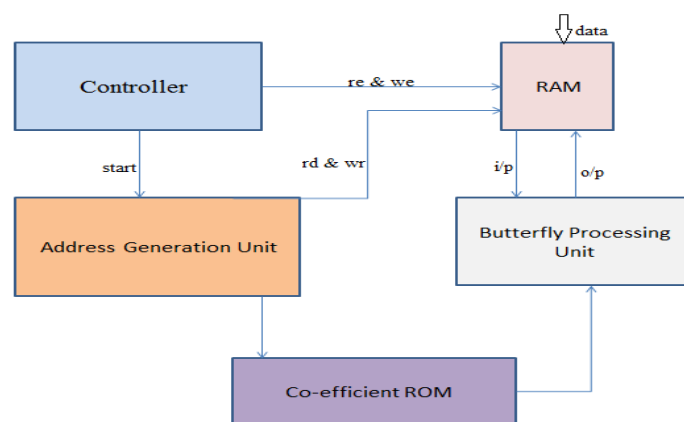 data
Controller
re & we
RAM
start
rd & wr
i/p
o/p
Address Generation Unit
Butterfly Processing
Unit
Co-efficient ROM